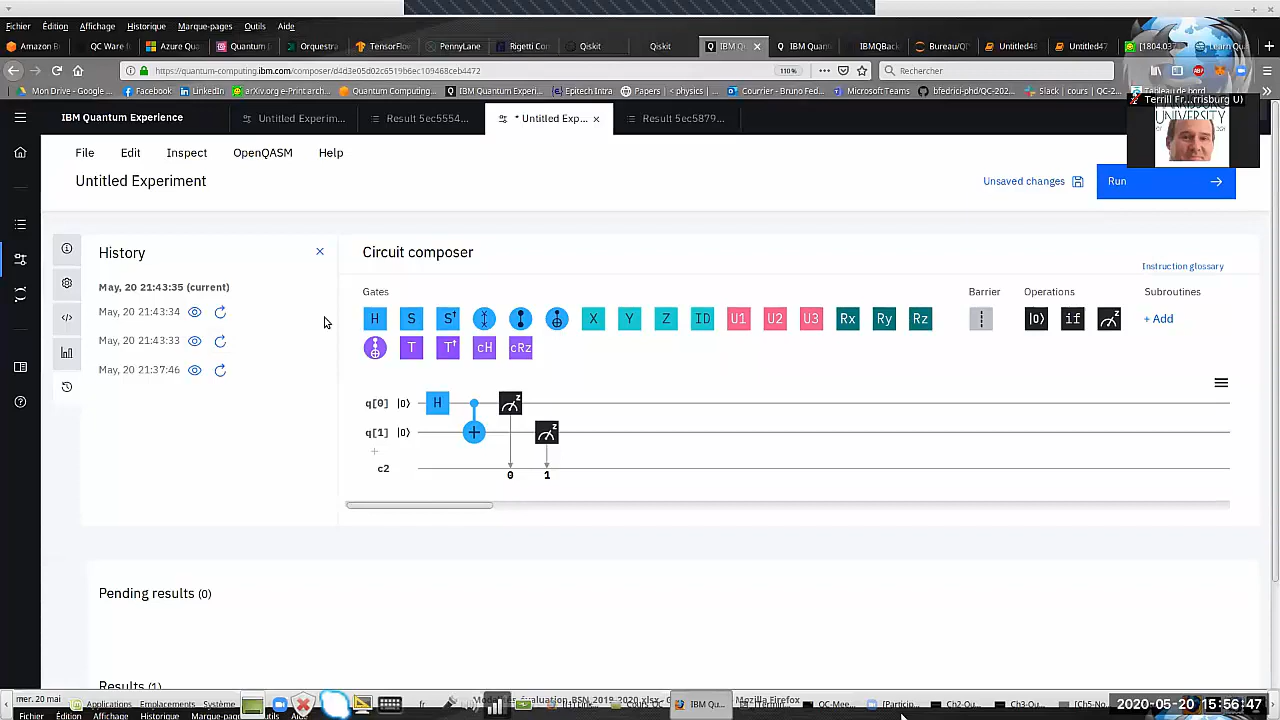 Fichier Édition Affichage Historique Marque-pages Outils Aide
Amazon QC Ware Azure Qua Quantum Orquestra TensorFlow PennyLane Rigetti Com Qiskit Qiskit IBM Q IBM Quant IBMQBack Bureau/Q Untitled48 Untitled47 [1804.03 Learn Qua
https://quantum-computing.ibm.com/composer/d4d3e05d02c6519b6ec109468ceb4472 110% Rechercher
Mon Drive - Google ... Facebook LinkedIn arXiv.org e-Print arch... Quantum Computing... IBM Quantum Experi... Epitech Intra Papers < physics | ... Courrier - Bruno Fed... Microsoft Teams bfedrici-phd/QC-202... Slack | cours | QC-2... Tableau de bord
Terrill Fr...rrisburg U)
UNIVERSITY
IBM Quantum Experience Untitled Experim... Result 5ec5554... * Untitled Exp... × Result 5ec5879...
File Edit Inspect OpenQASM Help
Untitled Experiment Unsaved changes Run
History Circuit composer
Instruction glossary
May, 20 21:43:35 (current) Gates Barrier Operations Subroutines
May, 20 21:43:34 H S S† X Y Z ID U1 U2 U3 Rx Ry Rz |0⟩ if z + Add
May, 20 21:43:33 T T† cH cRz
May, 20 21:37:46
q[0] |0⟩ H z
q[1] |0⟩ + z
+
c2
0 1
Pending results (0)
Results (1)
mer. 20 mai Applications Emplacements Système fr Modalités_évaluation_BSN_2019-2020.xlsx Mozilla Firefox IBM Qu... QC-Mee... [Particip... Ch2-Ou... Ch3-Ou... [Ch5-No... 2020-05-20 15:56:47
Fichier Édition Affichage Historique Marque-pages Outils Aide